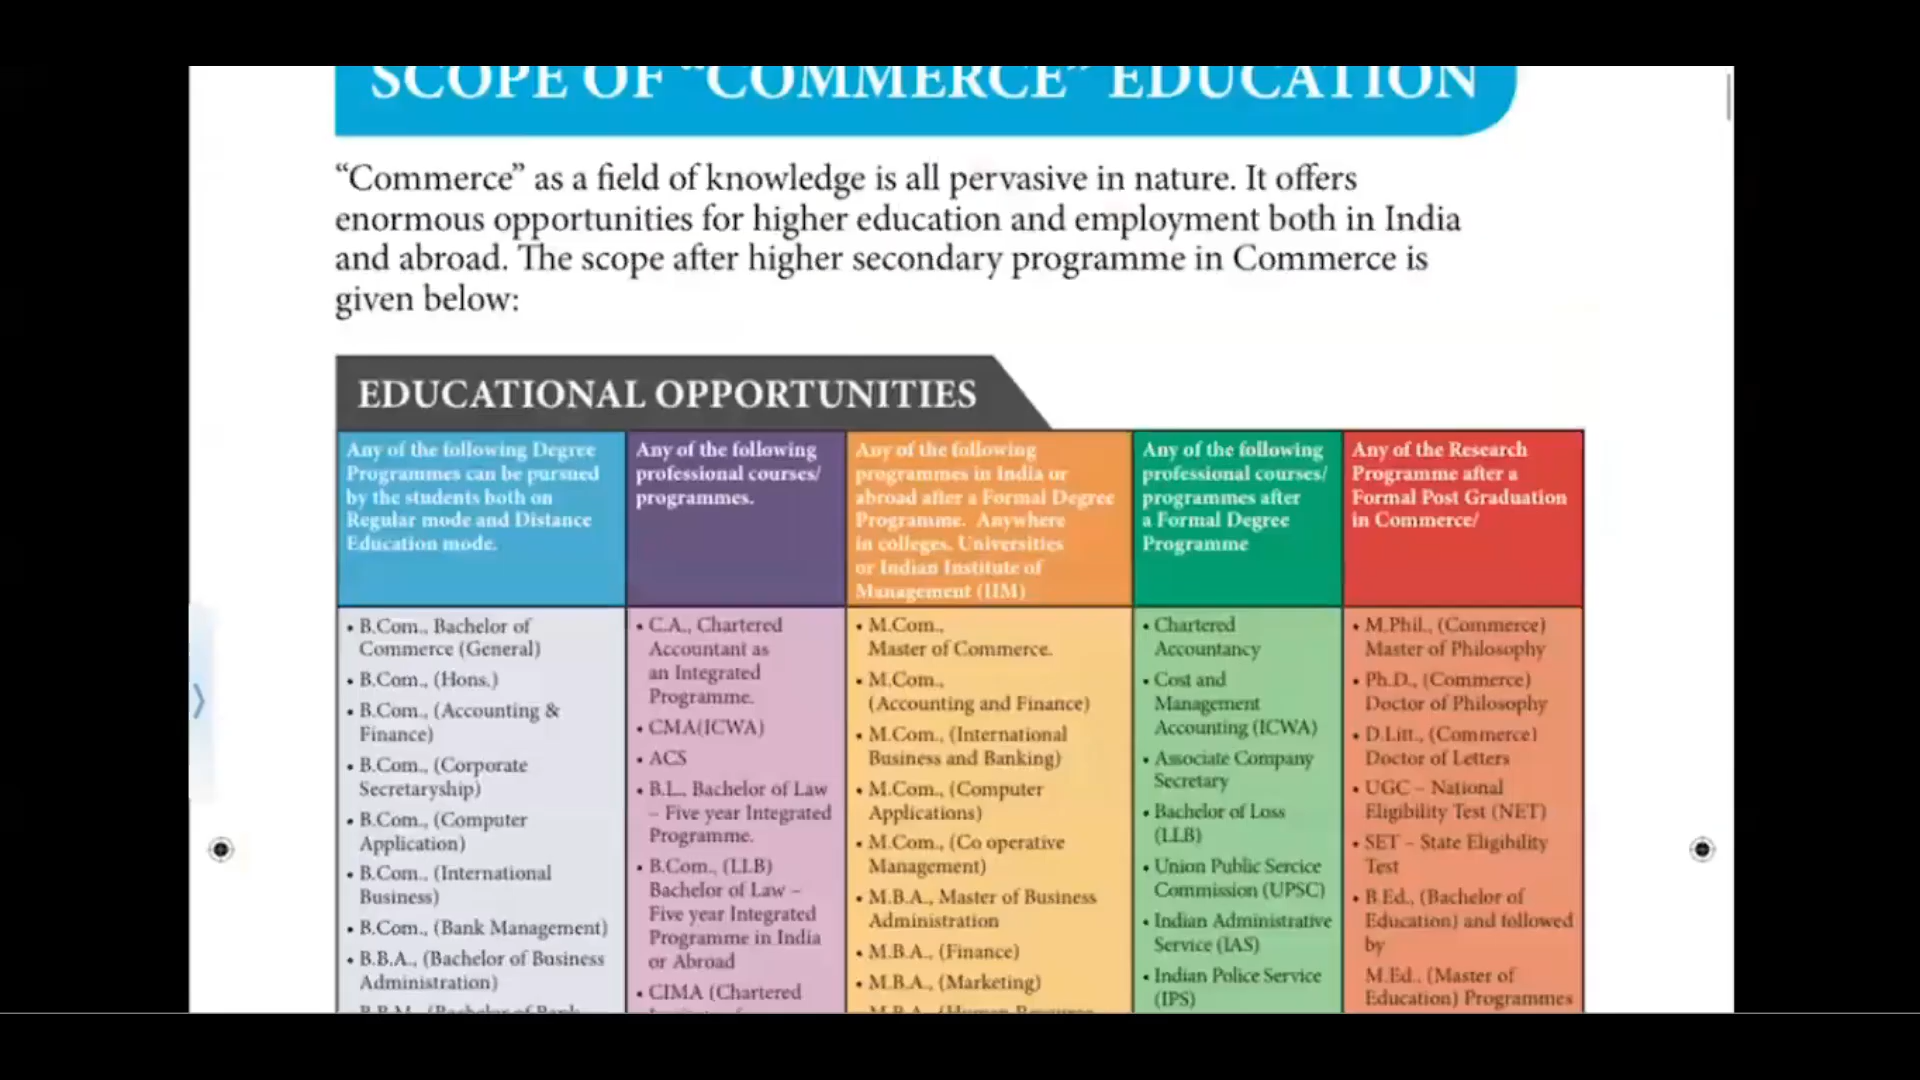 SCOPE OF “COMMERCE” EDUCATION
“Commerce” as a field of knowledge is all pervasive in nature. It offers
enormous opportunities for higher education and employment both in India
and abroad. The scope after higher secondary programme in Commerce is
given below:
EDUCATIONAL OPPORTUNITIES
Any of the following Degree
Programmes can be pursued
by the students both on
Regular mode and Distance
Education mode.
Any of the following
professional courses/
programmes.
Any of the following
programmes in India or
abroad after a Formal Degree
Programme. Anywhere
in colleges, Universities
or Indian Institute of
Management (IIM)
Any of the following
professional courses/
programmes after
a Formal Degree
Programme
Any of the Research
Programme after a
Formal Post Graduation
in Commerce/
• B.Com., Bachelor of
Commerce (General)
• B.Com., (Hons.)
• B.Com., (Accounting &
Finance)
• B.Com., (Corporate
Secretaryship)
• B.Com., (Computer
Application)
• B.Com., (International
Business)
• B.Com., (Bank Management)
• B.B.A., (Bachelor of Business
Administration)
B.B.M., (Bachelor of Bank
• C.A., Chartered
Accountant as
an Integrated
Programme.
• CMA(ICWA)
• ACS
• B.L., Bachelor of Law
– Five year Integrated
Programme.
• B.Com., (LLB)
Bachelor of Law –
Five year Integrated
Programme in India
or Abroad
• CIMA (Chartered
• M.Com.,
Master of Commerce.
• M.Com.,
(Accounting and Finance)
• M.Com., (International
Business and Banking)
• M.Com., (Computer
Applications)
• M.Com., (Co operative
Management)
• M.B.A., Master of Business
Administration
• M.B.A., (Finance)
• M.B.A., (Marketing)
M.B.A., (Human Resource
• Chartered
Accountancy
• Cost and
Management
Accounting (ICWA)
• Associate Company
Secretary
• Bachelor of Loss
(LLB)
• Union Public Sercice
Commission (UPSC)
• Indian Administrative
Service (IAS)
• Indian Police Service
(IPS)
• M.Phil., (Commerce)
Master of Philosophy
• Ph.D., (Commerce)
Doctor of Philosophy
• D.Litt., (Commerce)
Doctor of Letters
• UGC – National
Eligibility Test (NET)
• SET – State Eligibility
Test
• B.Ed., (Bachelor of
Education) and followed
by
M.Ed., (Master of
Education) Programmes